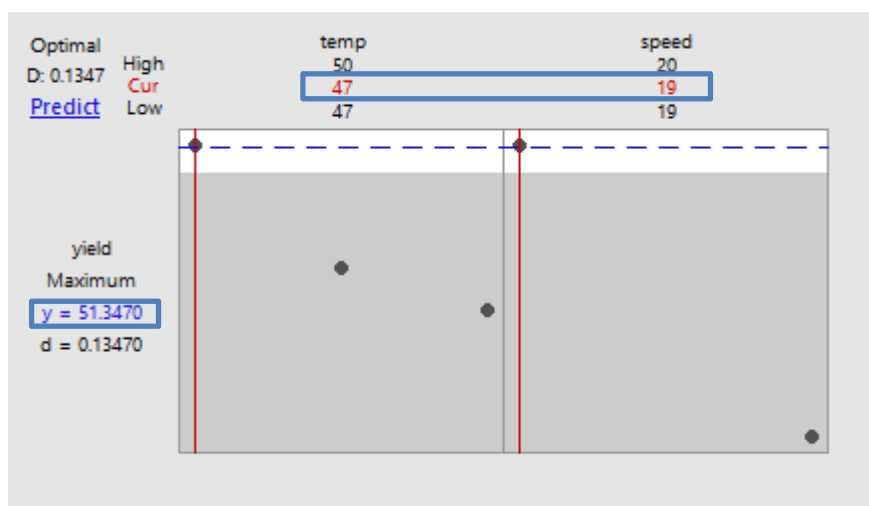 Optimal
D: 0.1347
Predict
High
Cur
Low
temp
50
47
47
speed
20
19
19
yield
Maximum
y = 51.3470
d = 0.13470